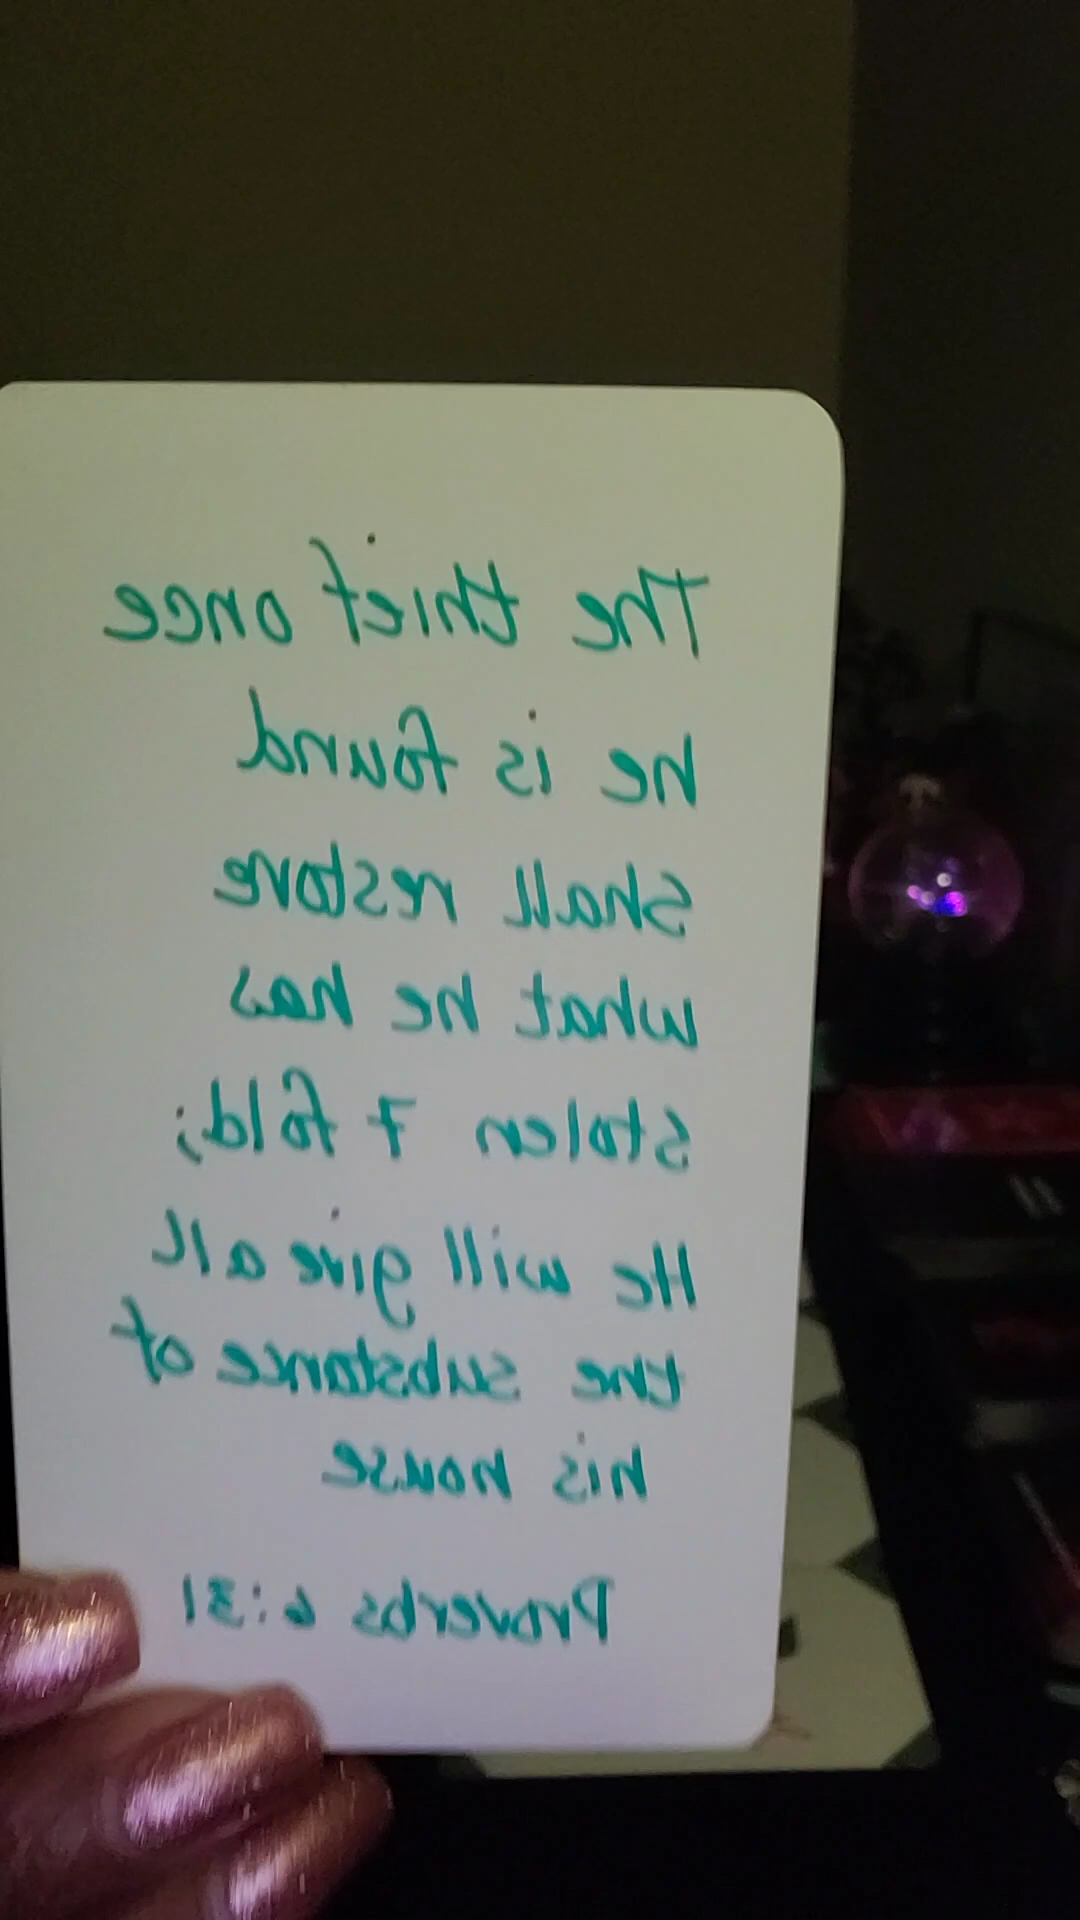 The thief once
he is found
shall restore
what he has
stolen 7 fold;
He will give all
the substance of
his house
Proverbs 6:31